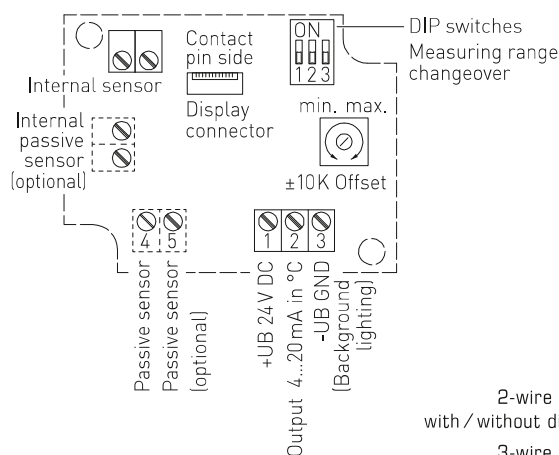 ON
1 2 3
DIP switches
Measuring range
changeover
Contact
pin side
Internal sensor
Display
connector
Internal
passive
sensor
(optional)
min. max.
±10K Offset
4 5
1 2 3
Passive sensor
Passive sensor
(optional)
+UB 24V DC
Output 4...20mA in °C
-UB GND
(Background
lighting)
2-wire
with / without d
3-wire